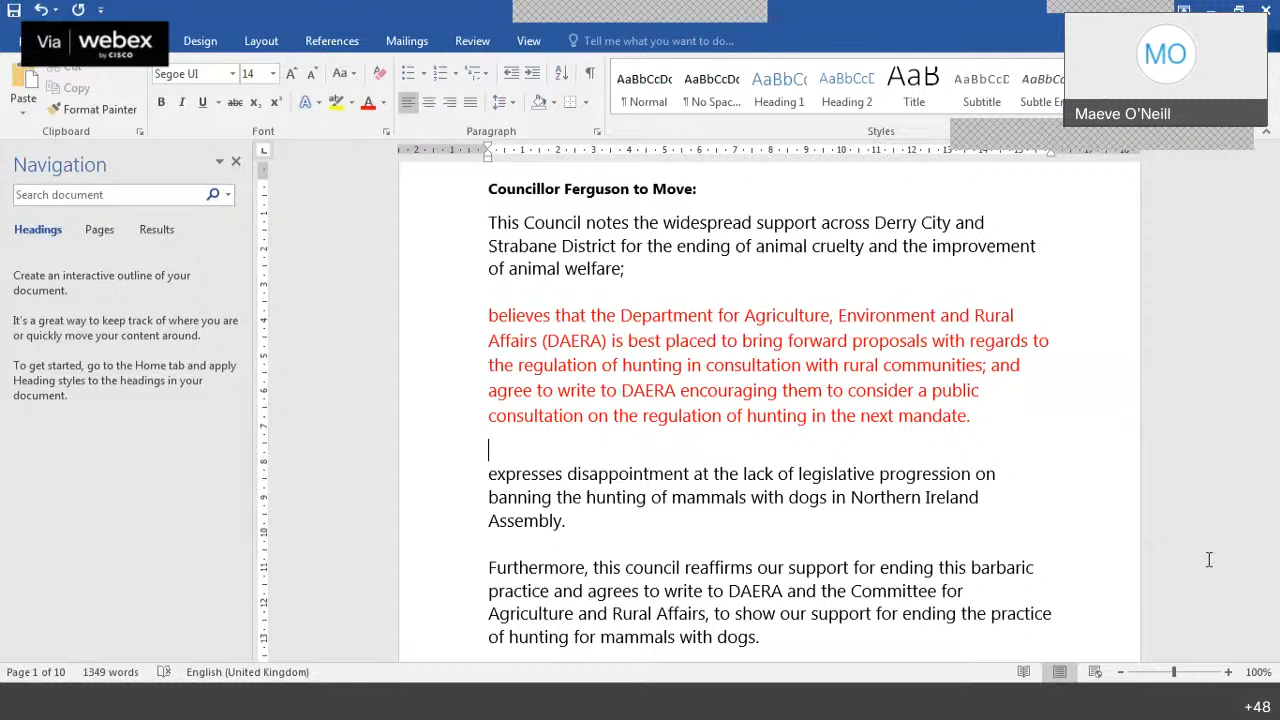 Via webex by CISCO
Design Layout References Mailings Review View Tell me what you want to do...
MO
Maeve O'Neill
Paste
Cut
Copy
Format Painter
Segoe UI 14
Aa
B I U abc x₂ x² A A
AaBbCcDc AaBbCcDc AaBbC AaBbCcD AaB AaBbCcD AaBbCcD
¶ Normal ¶ No Spac... Heading 1 Heading 2 Title Subtitle Subtle Em
Clipboard Font Paragraph Styles
Navigation
Search document
Headings Pages Results
Create an interactive outline of your
document.
It's a great way to keep track of where you are
or quickly move your content around.
To get started, go to the Home tab and apply
Heading styles to the headings in your
document.
Councillor Ferguson to Move:
This Council notes the widespread support across Derry City and
Strabane District for the ending of animal cruelty and the improvement
of animal welfare;
believes that the Department for Agriculture, Environment and Rural
Affairs (DAERA) is best placed to bring forward proposals with regards to
the regulation of hunting in consultation with rural communities; and
agree to write to DAERA encouraging them to consider a public
consultation on the regulation of hunting in the next mandate.
expresses disappointment at the lack of legislative progression on
banning the hunting of mammals with dogs in Northern Ireland
Assembly.
Furthermore, this council reaffirms our support for ending this barbaric
practice and agrees to write to DAERA and the Committee for
Agriculture and Rural Affairs, to show our support for ending the practice
of hunting for mammals with dogs.
Page 1 of 10 1349 words English (United Kingdom) 100%
+48